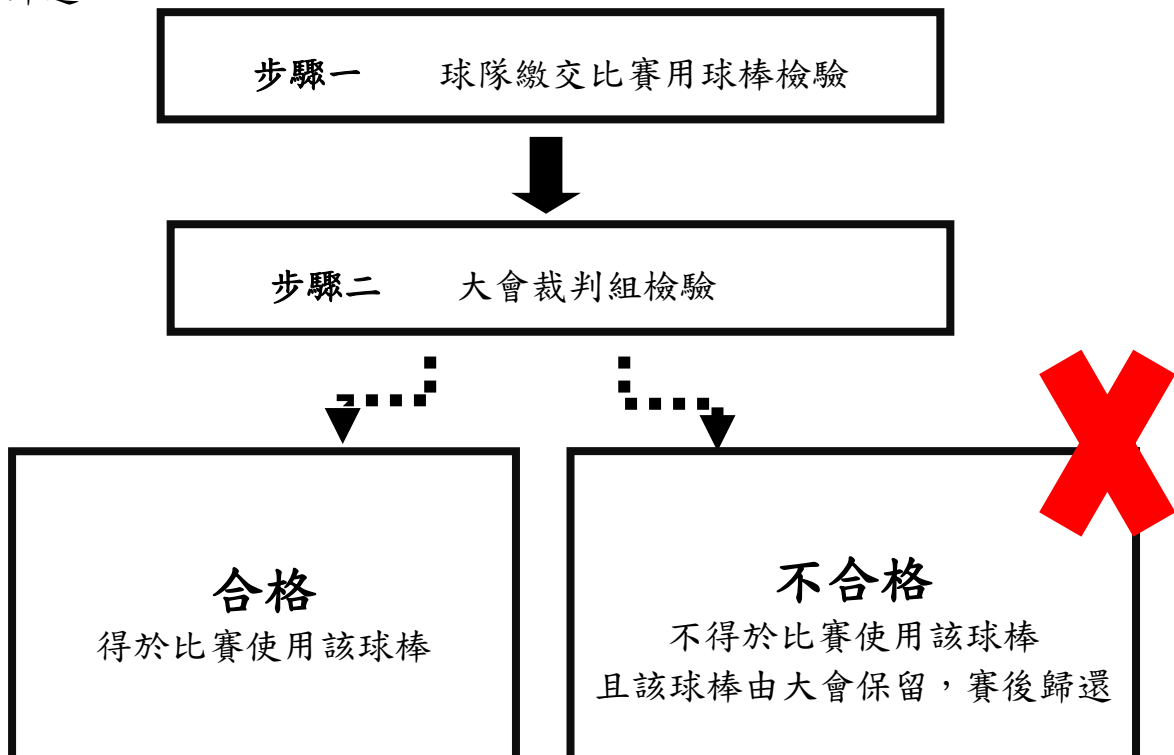 步驟一 球隊繳交比賽用球棒檢驗
步驟二 大會裁判組檢驗
合格
得於比賽使用該球棒
不合格
不得於比賽使用該球棒
且該球棒由大會保留，賽後歸還